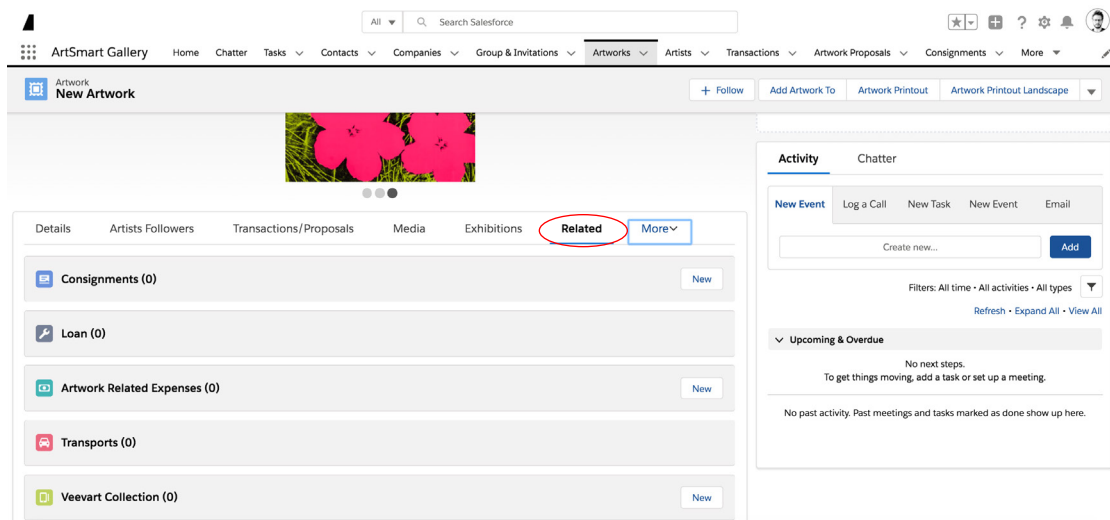 All
Search Salesforce
ArtSmart Gallery Home Chatter Tasks Contacts Companies Group & Invitations Artworks Artists Transactions Artwork Proposals Consignments More
Artwork
New Artwork
+ Follow Add Artwork To Artwork Printout Artwork Printout Landscape
Details Artists Followers Transactions/Proposals Media Exhibitions Related More
Consignments (0) New
Loan (0)
Artwork Related Expenses (0) New
Transports (0)
Veevart Collection (0) New
Activity Chatter
New Event Log a Call New Task New Event Email
Create new... Add
Filters: All time • All activities • All types
Refresh • Expand All • View All
Upcoming & Overdue
No next steps.
To get things moving, add a task or set up a meeting.
No past activity. Past meetings and tasks marked as done show up here.